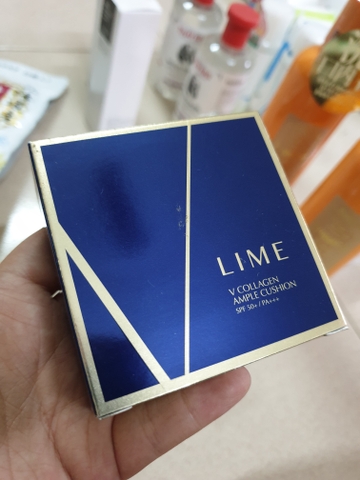 LIME
V COLLAGEN
AMPLE CUSHION
SPF 50+ / PA+++